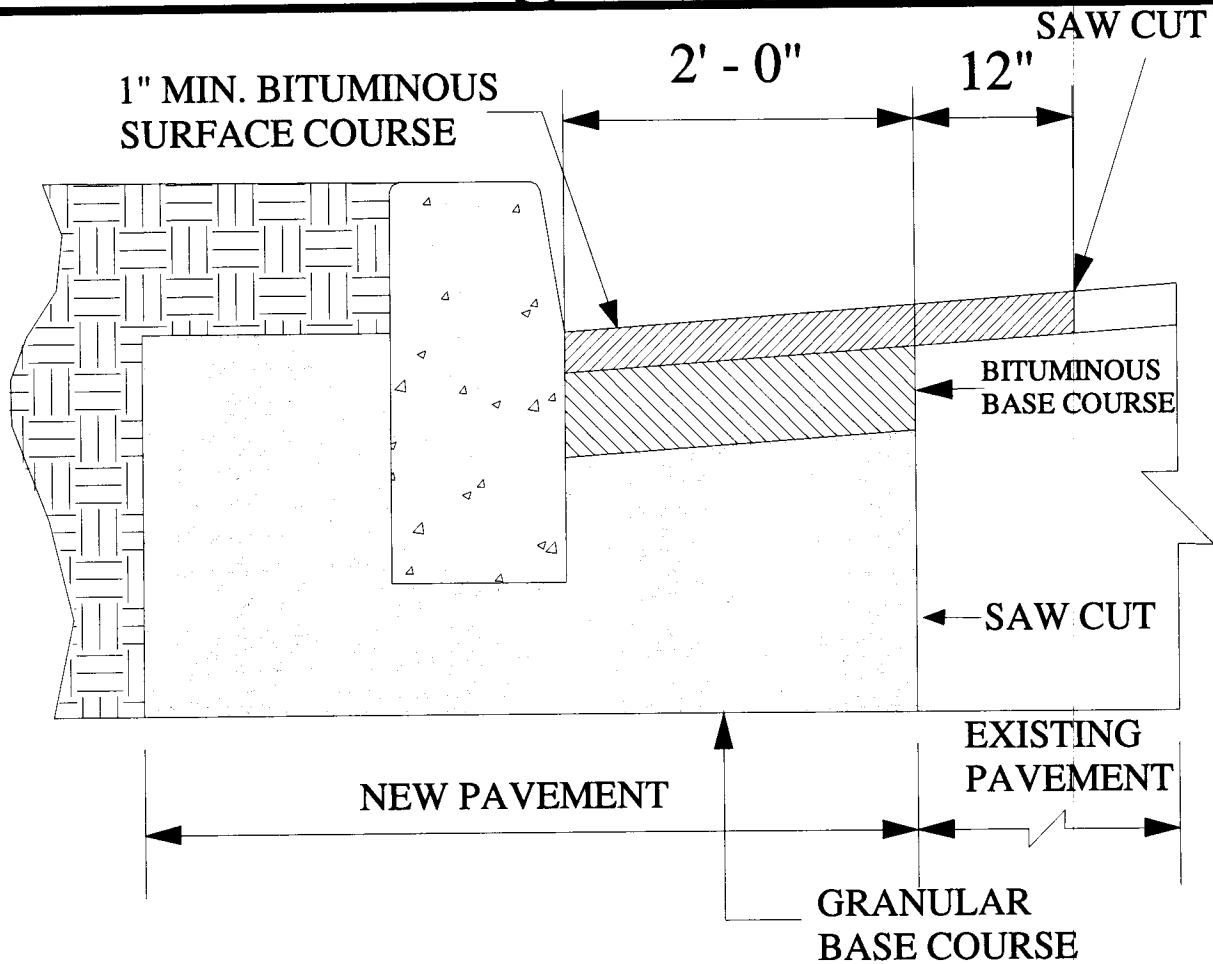 SAW CUT
2' - 0"
12"
1" MIN. BITUMINOUS
SURFACE COURSE
BITUMINOUS
BASE COURSE
SAW CUT
EXISTING
PAVEMENT
NEW PAVEMENT
GRANULAR
BASE COURSE